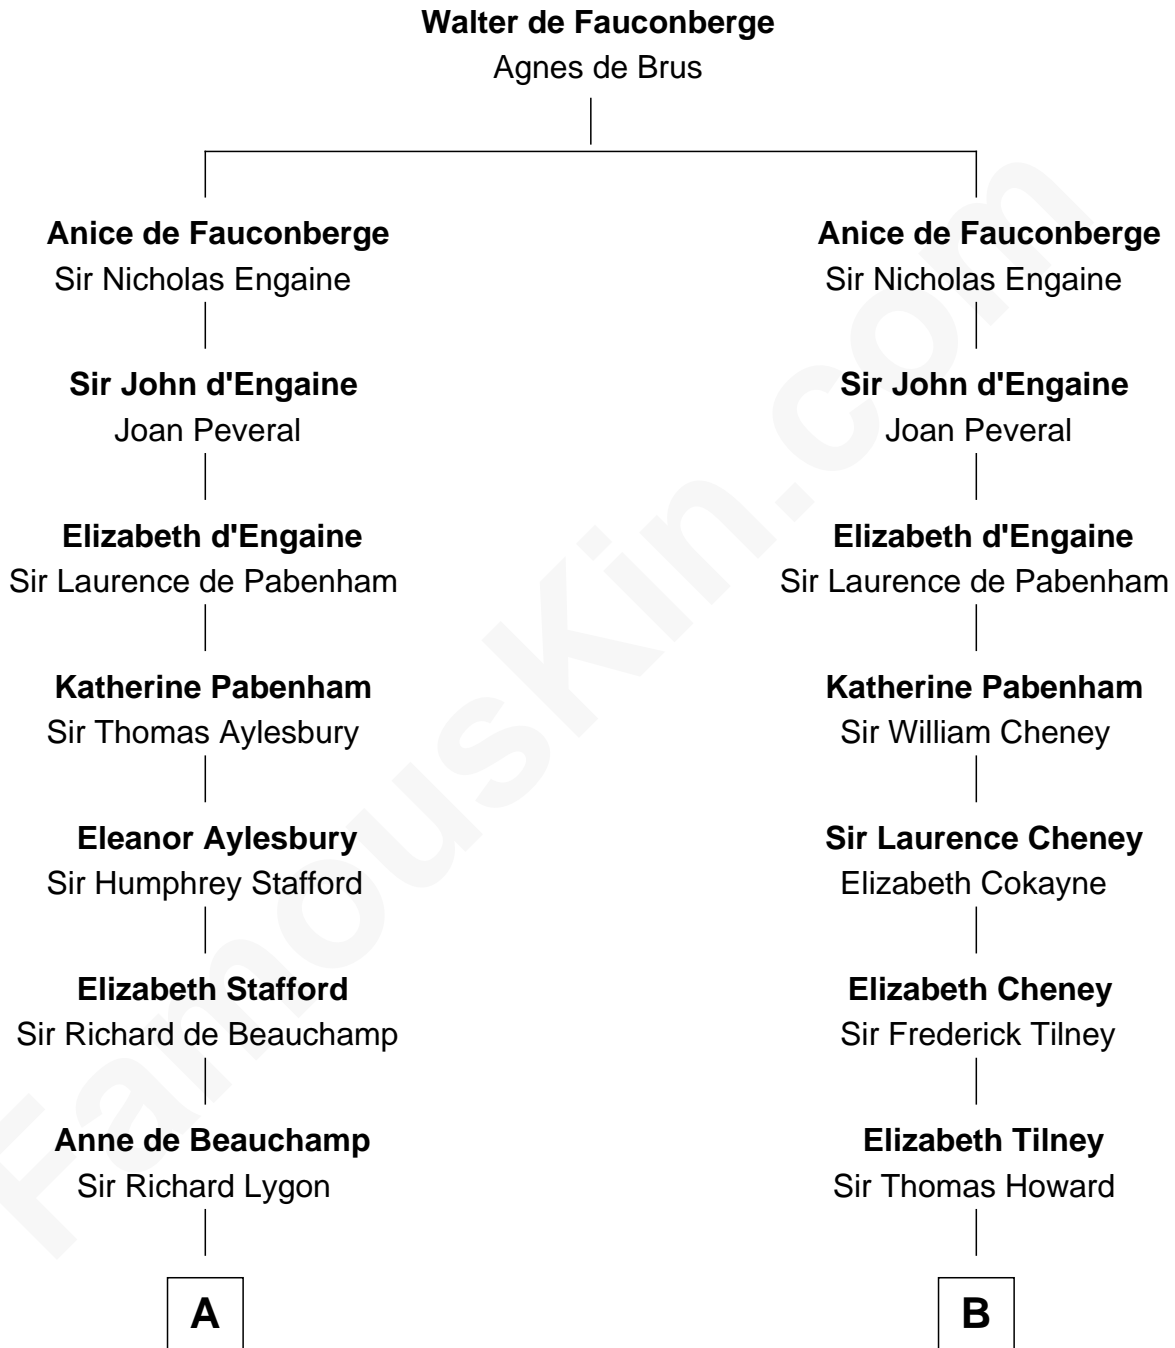 Walter de Fauconberge
Agnes de Brus
Anice de Fauconberge
Sir Nicholas Engaine
Anice de Fauconberge
Sir Nicholas Engaine
Sir John d'Engaine
Joan Peveral
Sir John d'Engaine
Joan Peveral
Elizabeth d'Engaine
Sir Laurence de Pabenham
Elizabeth d'Engaine
Sir Laurence de Pabenham
Katherine Pabenham
Sir Thomas Aylesbury
Katherine Pabenham
Sir William Cheney
Eleanor Aylesbury
Sir Humphrey Stafford
Sir Laurence Cheney
Elizabeth Cokayne
Elizabeth Stafford
Sir Richard de Beauchamp
Elizabeth Cheney
Sir Frederick Tilney
Anne de Beauchamp
Sir Richard Lygon
Elizabeth Tilney
Sir Thomas Howard
A
B
FamousKin.com